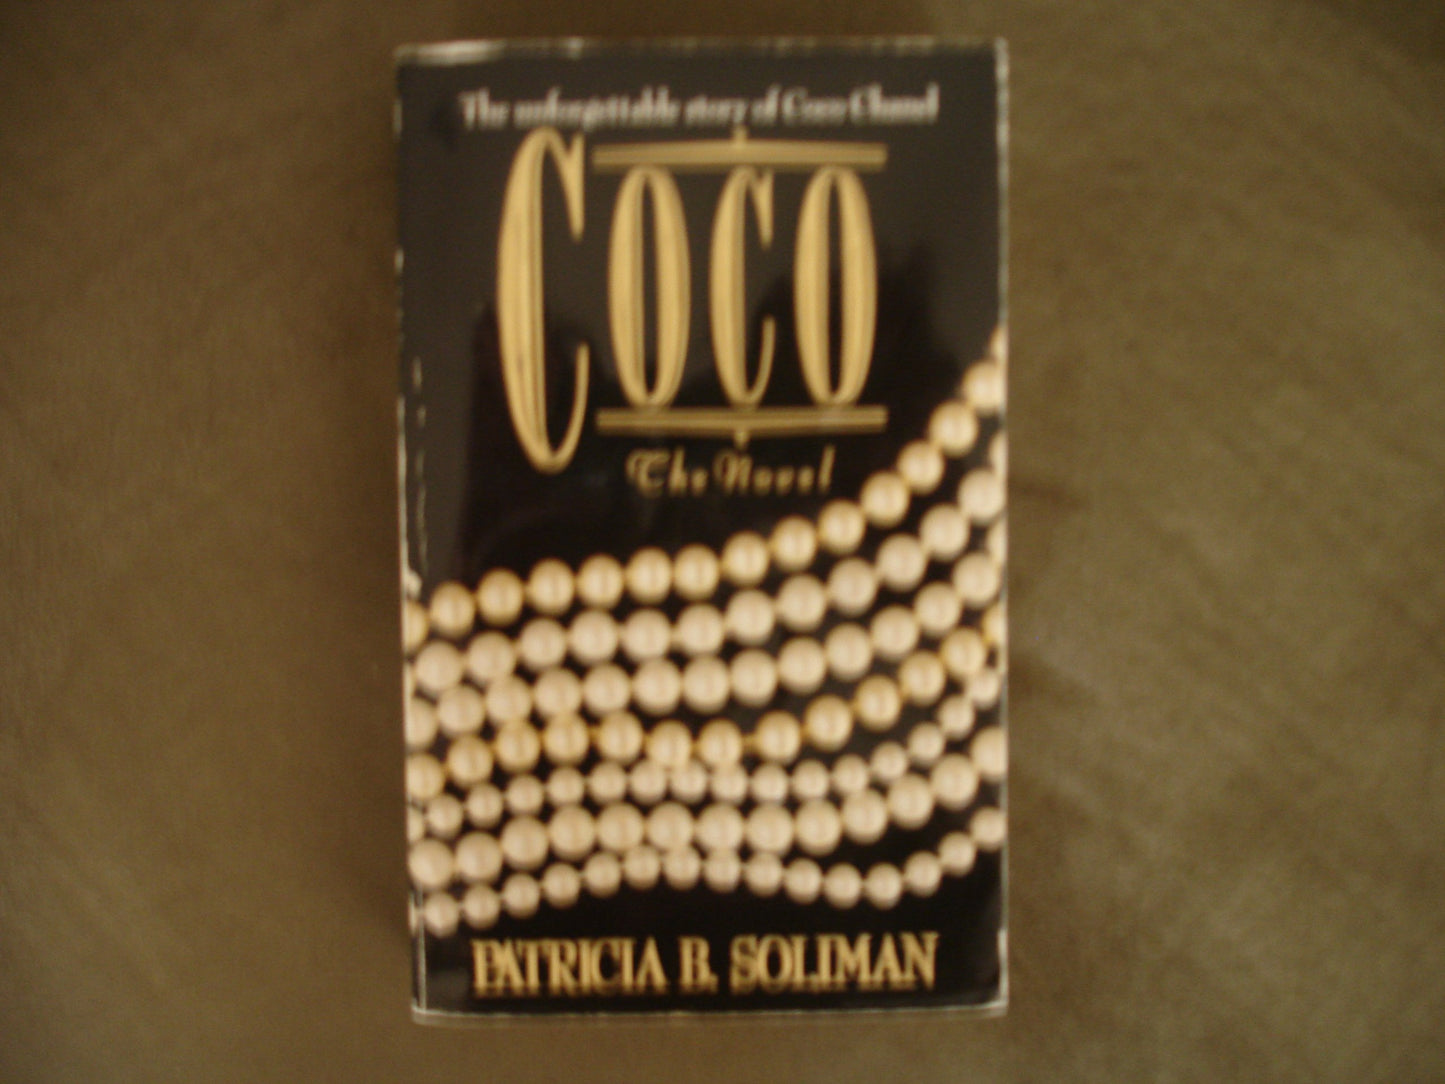 The unforgettable story of Coco Chanel
COCO
The Novel
PATRICIA B. SOLIMAN